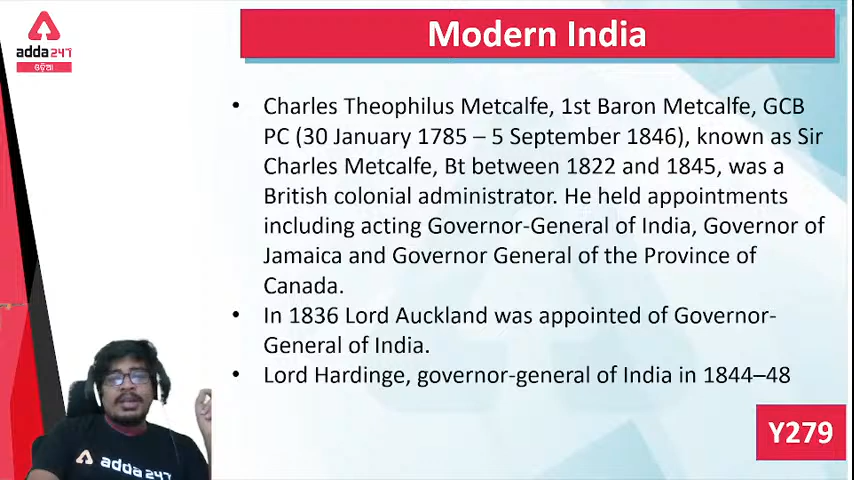 Modern India
adda247
ଓଡ଼ିଆ
• Charles Theophilus Metcalfe, 1st Baron Metcalfe, GCB
PC (30 January 1785 – 5 September 1846), known as Sir
Charles Metcalfe, Bt between 1822 and 1845, was a
British colonial administrator. He held appointments
including acting Governor-General of India, Governor of
Jamaica and Governor General of the Province of
Canada.
• In 1836 Lord Auckland was appointed of Governor-
General of India.
• Lord Hardinge, governor-general of India in 1844–48
adda247
Y279